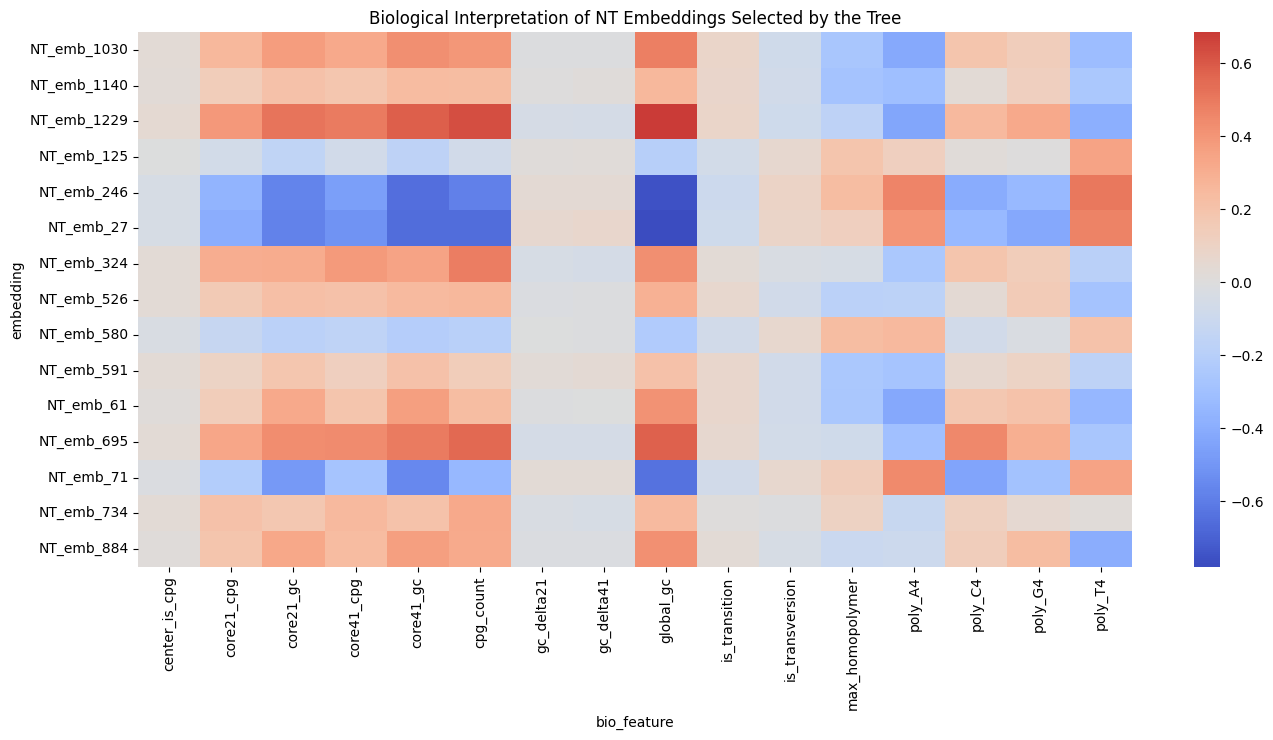 Biological Interpretation of NT Embeddings Selected by the Tree
embedding
NT_emb_1030
NT_emb_1140
NT_emb_1229
NT_emb_125
NT_emb_246
NT_emb_27
NT_emb_324
NT_emb_526
NT_emb_580
NT_emb_591
NT_emb_61
NT_emb_695
NT_emb_71
NT_emb_734
NT_emb_884
center_is_cpg
core21_cpg
core21_gc
core41_cpg
core41_gc
cpg_count
gc_delta21
gc_delta41
global_gc
is_transition
is_transversion
max_homopolymer
poly_A4
poly_C4
poly_G4
poly_T4
bio_feature
0.6
0.4
0.2
0.0
−0.2
−0.4
−0.6